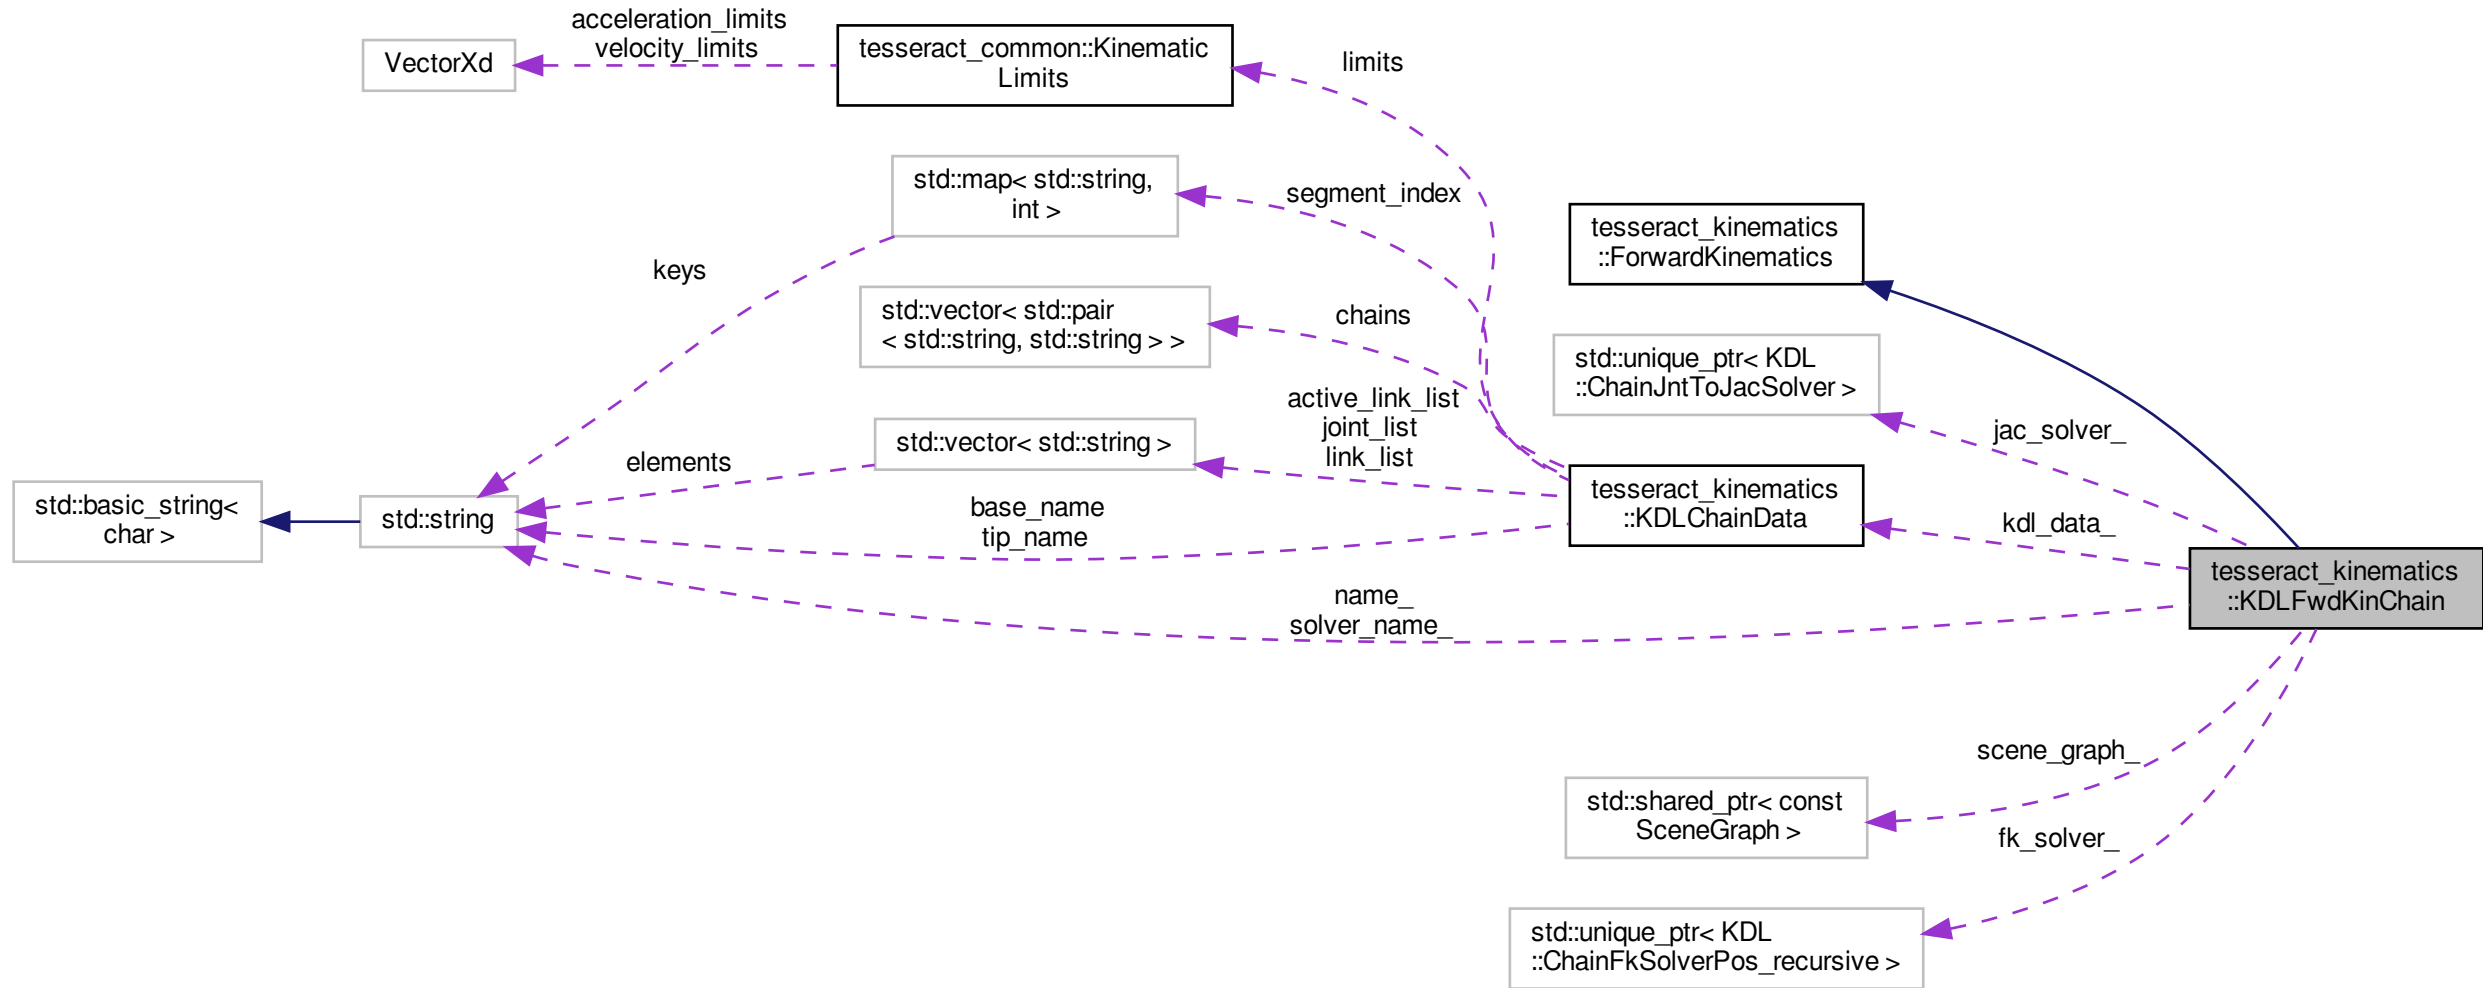 acceleration_limits
velocity_limits
VectorXd
tesseract_common::Kinematic
Limits
limits
std::map< std::string,
int >
segment_index
keys
tesseract_kinematics
::ForwardKinematics
std::vector< std::pair
< std::string, std::string > >
chains
std::unique_ptr< KDL
::ChainJntToJacSolver >
jac_solver_
active_link_list
joint_list
link_list
std::vector< std::string >
elements
std::basic_string<
char >
std::string
base_name
tip_name
tesseract_kinematics
::KDLChainData
kdl_data_
tesseract_kinematics
::KDLFwdKinChain
name_
solver_name_
scene_graph_
std::shared_ptr< const
SceneGraph >
fk_solver_
std::unique_ptr< KDL
::ChainFkSolverPos_recursive >